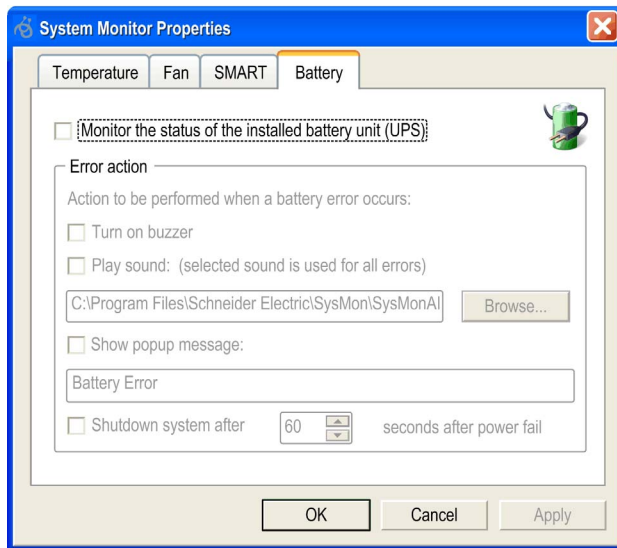 System Monitor Properties
Temperature Fan SMART Battery
Monitor the status of the installed battery unit (UPS)
Error action
Action to be performed when a battery error occurs:
Turn on buzzer
Play sound: (selected sound is used for all errors)
C:\Program Files\Schneider Electric\SysMon\SysMonAl Browse...
Show popup message:
Battery Error
Shutdown system after 60 seconds after power fail
OK Cancel Apply